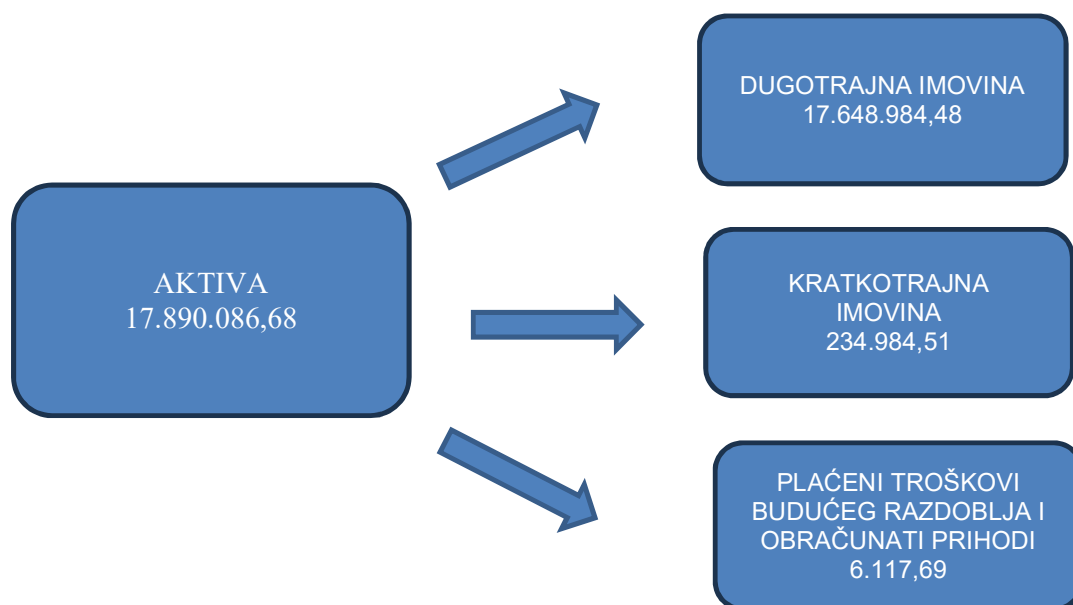 AKTIVA
17.890.086,68
DUGOTRAJNA IMOVINA
17.648.984,48
KRATKOTRAJNA
IMOVINA
234.984,51
PLAĆENI TROŠKOVI
BUDUĆEG RAZDOBLJA I
OBRAČUNATI PRIHODI
6.117,69